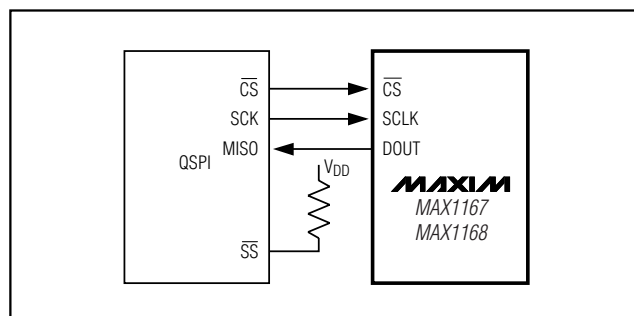 CS
SCK
MISO
QSPI
SS
VDD
CS
SCLK
DOUT
MAXIM
MAX1167
MAX1168